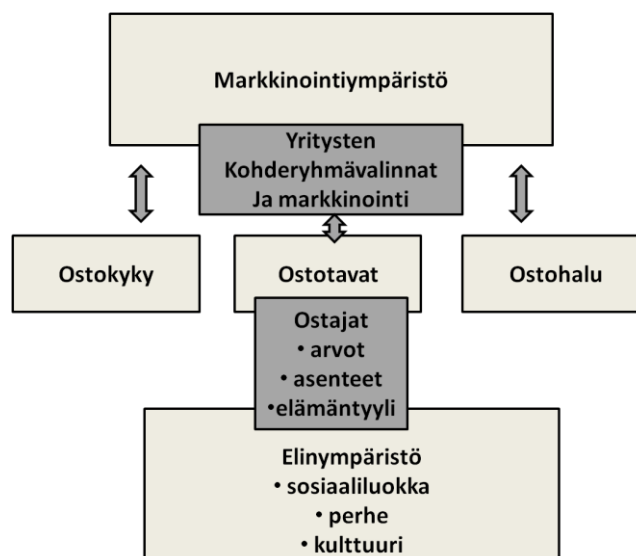 Markkinointiympäristö
Yritysten
Kohderyhmävalinnat
Ja markkinointi
Ostokyky
Ostotavat
Ostohalu
Ostajat
• arvot
• asenteet
•elämäntyyli
Elinympäristö
• sosiaaliluokka
• perhe
• kulttuuri